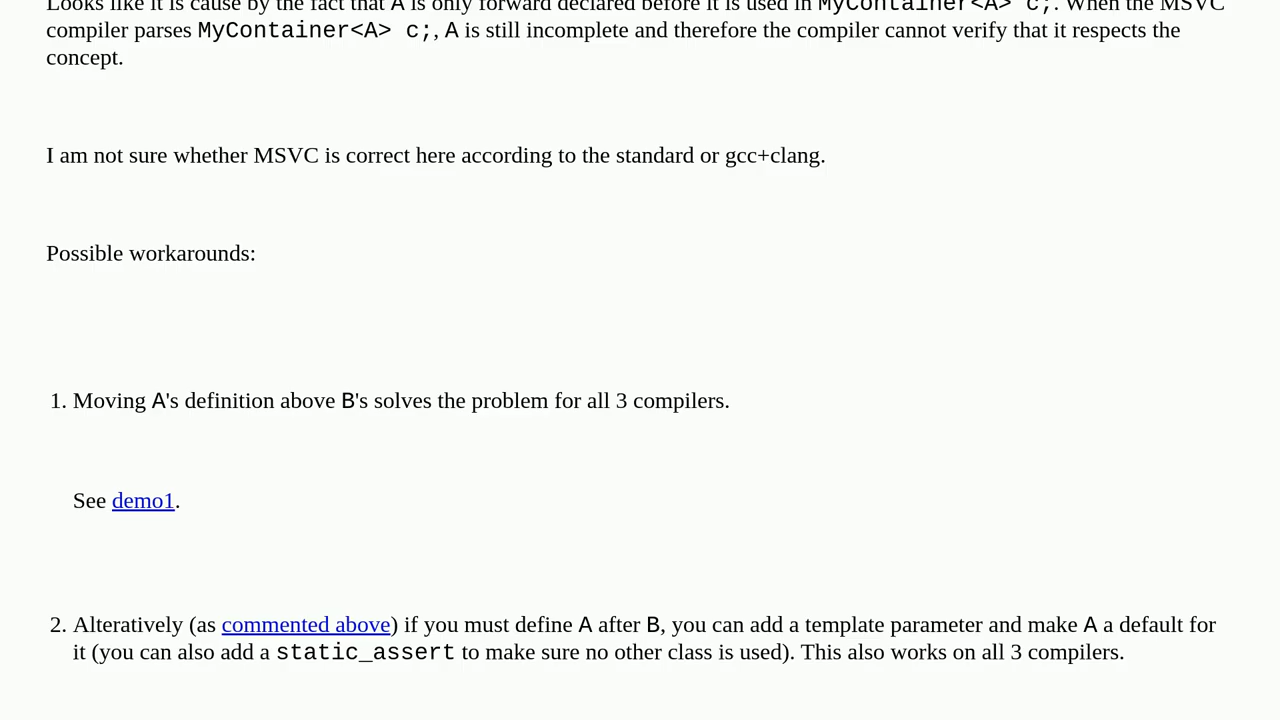 Looks like it is cause by the fact that A is only forward declared before it is used in MyContainer<A> c;. When the MSVC
compiler parses MyContainer<A> c;, A is still incomplete and therefore the compiler cannot verify that it respects the
concept.
I am not sure whether MSVC is correct here according to the standard or gcc+clang.
Possible workarounds:
1. Moving A's definition above B's solves the problem for all 3 compilers.
See demo1.
2. Alteratively (as commented above) if you must define A after B, you can add a template parameter and make A a default for
it (you can also add a static_assert to make sure no other class is used). This also works on all 3 compilers.